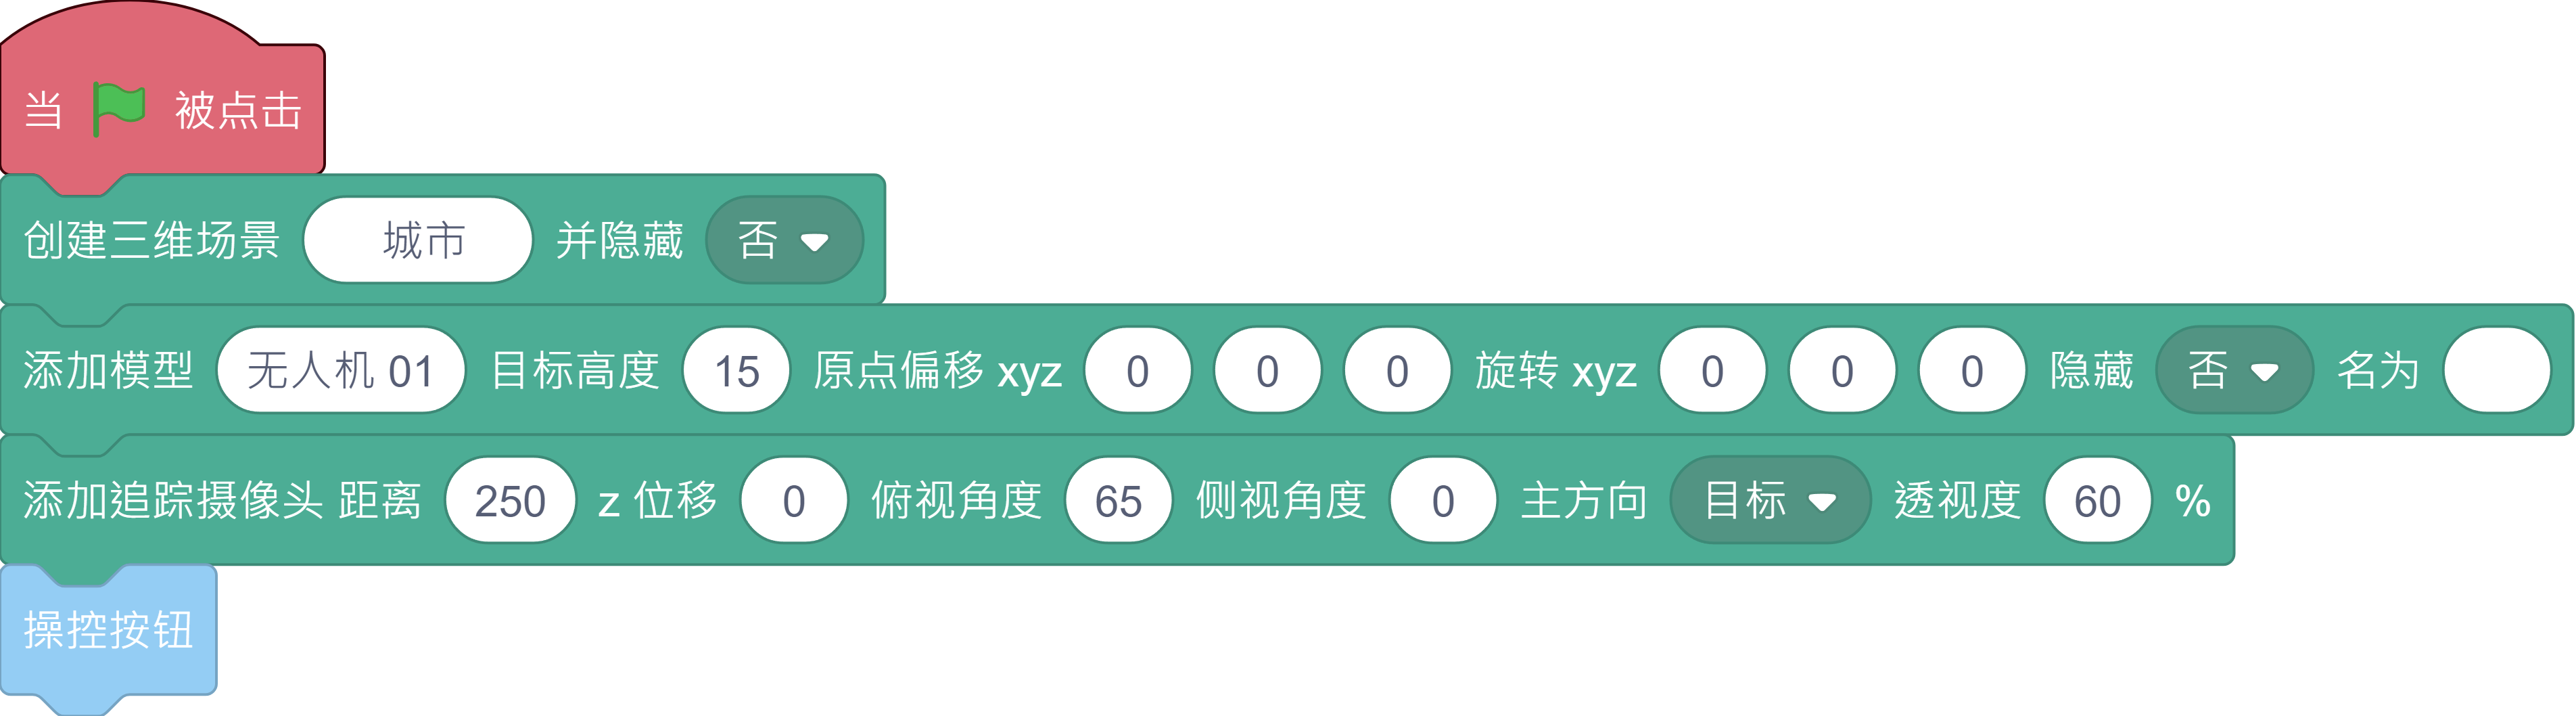 当 被点击
创建三维场景 城市 并隐藏 否
添加模型 无人机 01 目标高度 15 原点偏移 xyz 0 0 0 旋转 xyz 0 0 0 隐藏 否 名为
添加追踪摄像头 距离 250 z 位移 0 俯视角度 65 侧视角度 0 主方向 目标 透视度 60 %
操控按钮